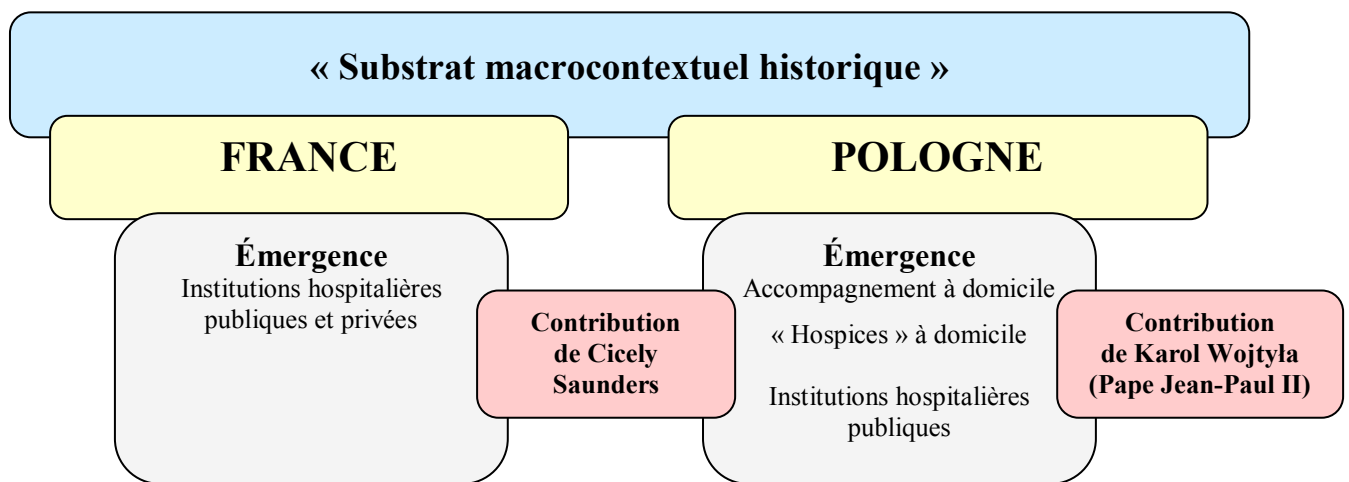 « Substrat macrocontextuel historique »
FRANCE
POLOGNE
Émergence
Institutions hospitalières
publiques et privées
Contribution
de Cicely
Saunders
Émergence
Accompagnement à domicile
« Hospices » à domicile
Institutions hospitalières
publiques
Contribution
de Karol Wojtyła
(Pape Jean-Paul II)